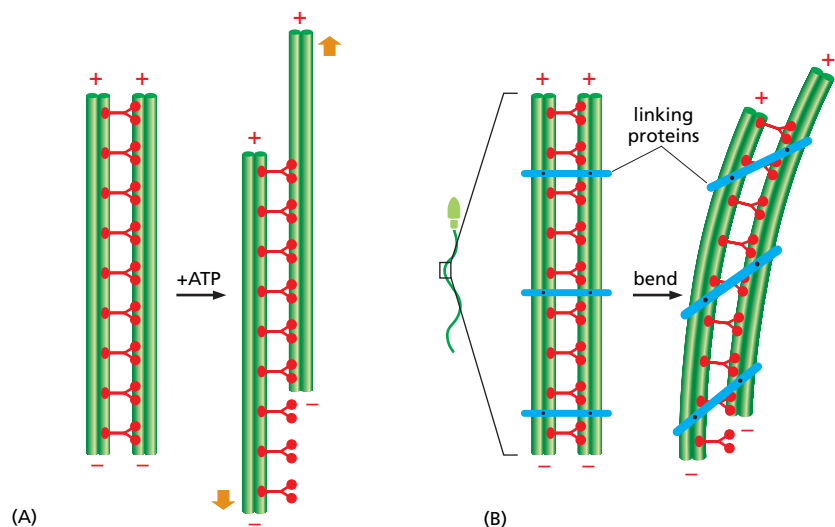 +
+ +
+
+ATP
− −
−
−
(A)
+ +
linking
proteins
+
+
bend
− −
−
−
(B)